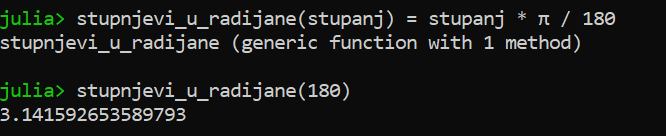 julia> stupnjevi_u_radijane(stupanj) = stupanj * π / 180
stupnjevi_u_radijane (generic function with 1 method)
julia> stupnjevi_u_radijane(180)
3.141592653589793